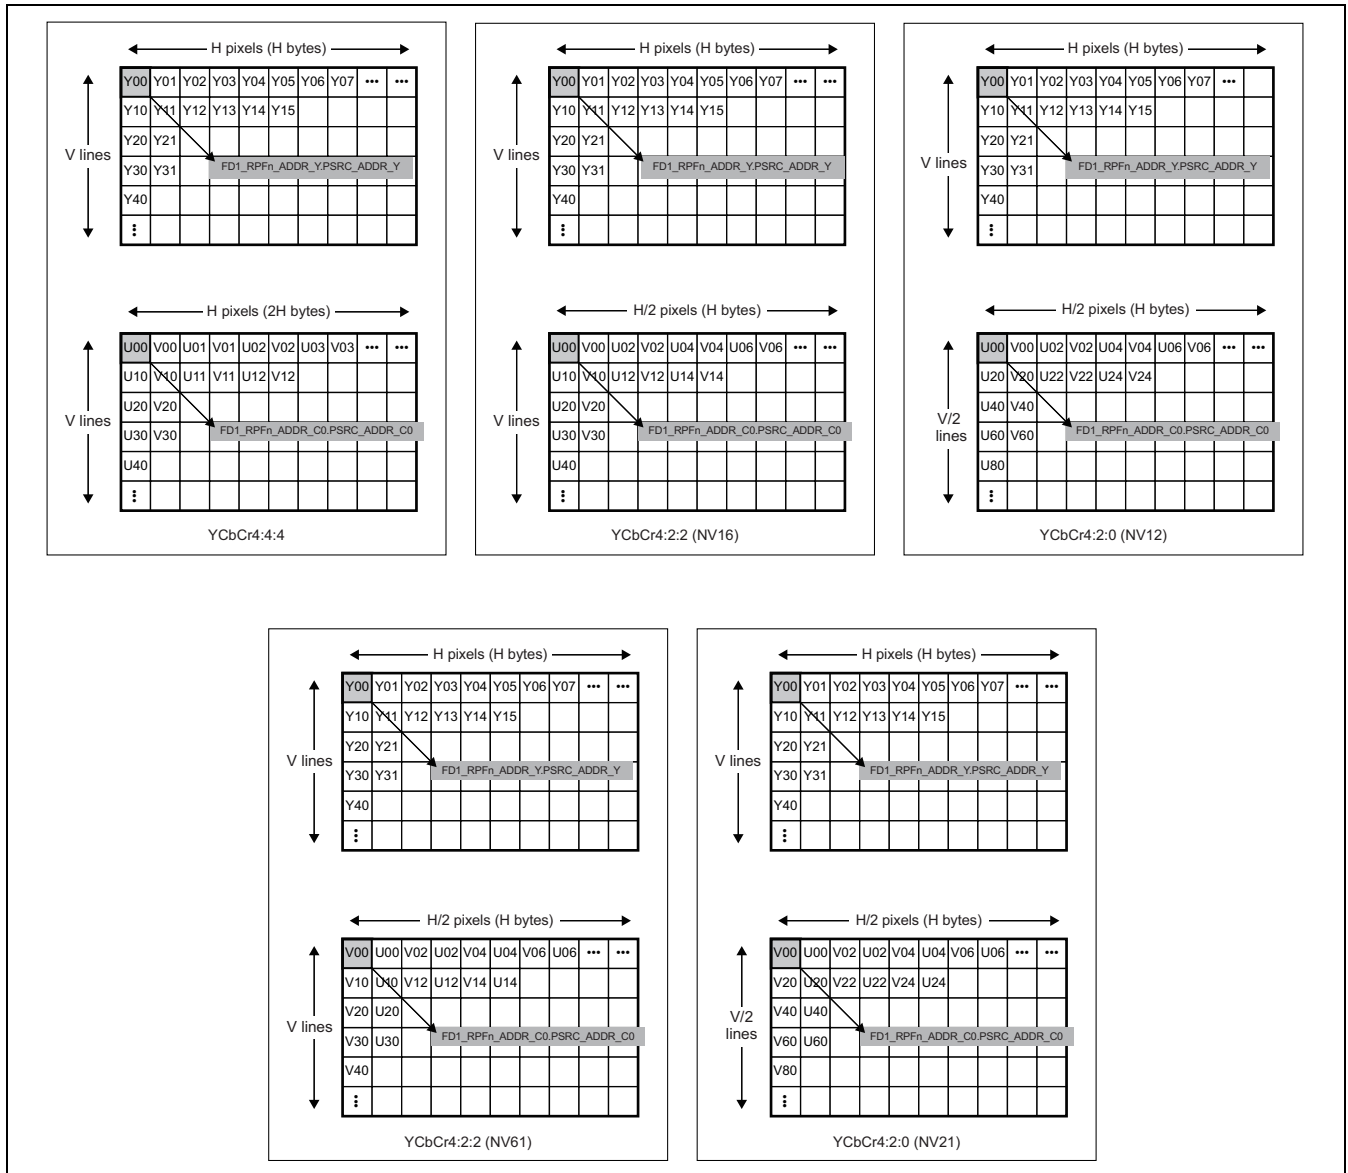 H pixels (H bytes)
Y00 Y01 Y02 Y03 Y04 Y05 Y06 Y07 ••• •••
Y10 Y11 Y12 Y13 Y14 Y15
Y20 Y21
V lines
Y30 Y31 FD1_RPFn_ADDR_Y.PSRC_ADDR_Y
Y40
⋮
H pixels (2H bytes)
U00 V00 U01 V01 U02 V02 U03 V03 ••• •••
U10 V10 U11 V11 U12 V12
U20 V20
V lines
U30 V30 FD1_RPFn_ADDR_C0.PSRC_ADDR_C0
U40
⋮
YCbCr4:4:4
H pixels (H bytes)
Y00 Y01 Y02 Y03 Y04 Y05 Y06 Y07 ••• •••
Y10 Y11 Y12 Y13 Y14 Y15
Y20 Y21
V lines
Y30 Y31 FD1_RPFn_ADDR_Y.PSRC_ADDR_Y
Y40
⋮
H/2 pixels (H bytes)
U00 V00 U02 V02 U04 V04 U06 V06 ••• •••
U10 V10 U12 V12 U14 V14
U20 V20
V lines
U30 V30 FD1_RPFn_ADDR_C0.PSRC_ADDR_C0
U40
⋮
YCbCr4:2:2 (NV16)
H pixels (H bytes)
Y00 Y01 Y02 Y03 Y04 Y05 Y06 Y07 •••
Y10 Y11 Y12 Y13 Y14 Y15
Y20 Y21
V lines
Y30 Y31 FD1_RPFn_ADDR_Y.PSRC_ADDR_Y
Y40
⋮
H/2 pixels (H bytes)
U00 V00 U02 V02 U04 V04 U06 V06 ••• •••
U20 V20 U22 V22 U24 V24
U40 V40
V/2
lines
U60 V60 FD1_RPFn_ADDR_C0.PSRC_ADDR_C0
U80
⋮
YCbCr4:2:0 (NV12)
H pixels (H bytes)
Y00 Y01 Y02 Y03 Y04 Y05 Y06 Y07 ••• •••
Y10 Y11 Y12 Y13 Y14 Y15
Y20 Y21
V lines
Y30 Y31 FD1_RPFn_ADDR_Y.PSRC_ADDR_Y
Y40
⋮
H/2 pixels (H bytes)
V00 U00 V02 U02 V04 U04 V06 U06 ••• •••
V10 U10 V12 U12 V14 U14
V20 U20
V lines
V30 U30 FD1_RPFn_ADDR_C0.PSRC_ADDR_C0
V40
⋮
YCbCr4:2:2 (NV61)
H pixels (H bytes)
Y00 Y01 Y02 Y03 Y04 Y05 Y06 Y07 ••• •••
Y10 Y11 Y12 Y13 Y14 Y15
Y20 Y21
V lines
Y30 Y31 FD1_RPFn_ADDR_Y.PSRC_ADDR_Y
Y40
⋮
H/2 pixels (H bytes)
V00 U00 V02 U02 V04 U04 V06 U06 ••• •••
V20 U20 V22 U22 V24 U24
V40 U40
V/2
lines
V60 U60 FD1_RPFn_ADDR_C0.PSRC_ADDR_C0
V80
⋮
YCbCr4:2:0 (NV21)